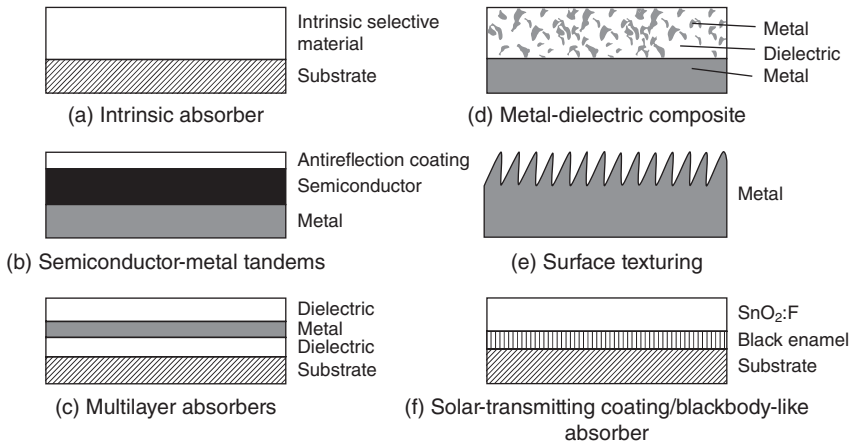 Intrinsic selective
material
Substrate
(a) Intrinsic absorber
Metal
Dielectric
Metal
(d) Metal-dielectric composite
Antireflection coating
Semiconductor
Metal
(b) Semiconductor-metal tandems
Metal
(e) Surface texturing
Dielectric
Metal
Dielectric
Substrate
(c) Multilayer absorbers
SnO₂:F
Black enamel
Substrate
(f) Solar-transmitting coating/blackbody-like
absorber